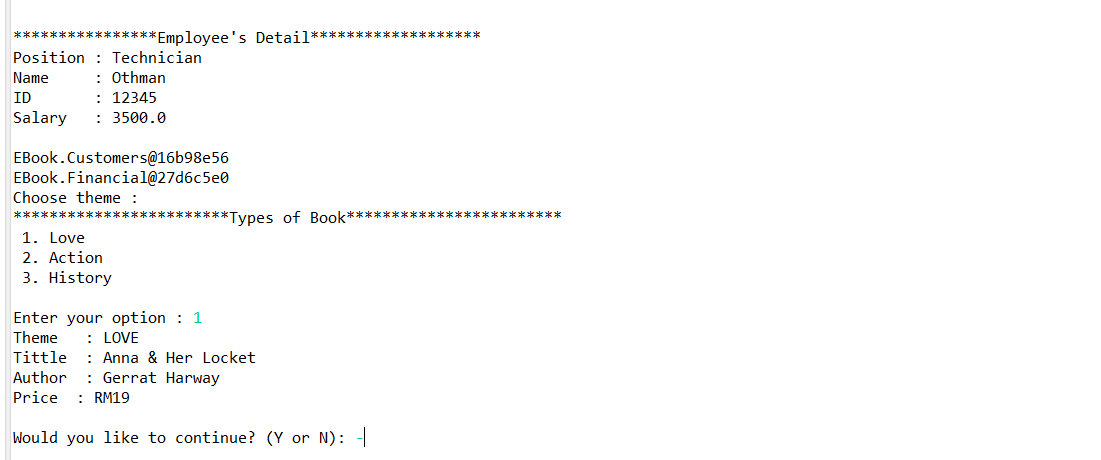 ****************Employee's Detail*******************
Position : Technician
Name     : Othman
ID       : 12345
Salary   : 3500.0
EBook.Customers@16b98e56
EBook.Financial@27d6c5e0
Choose theme :
************************Types of Book************************
1. Love
2. Action
3. History
Enter your option : 1
Theme   : LOVE
Tittle  : Anna & Her Locket
Author  : Gerrat Harway
Price  : RM19
Would you like to continue? (Y or N): -